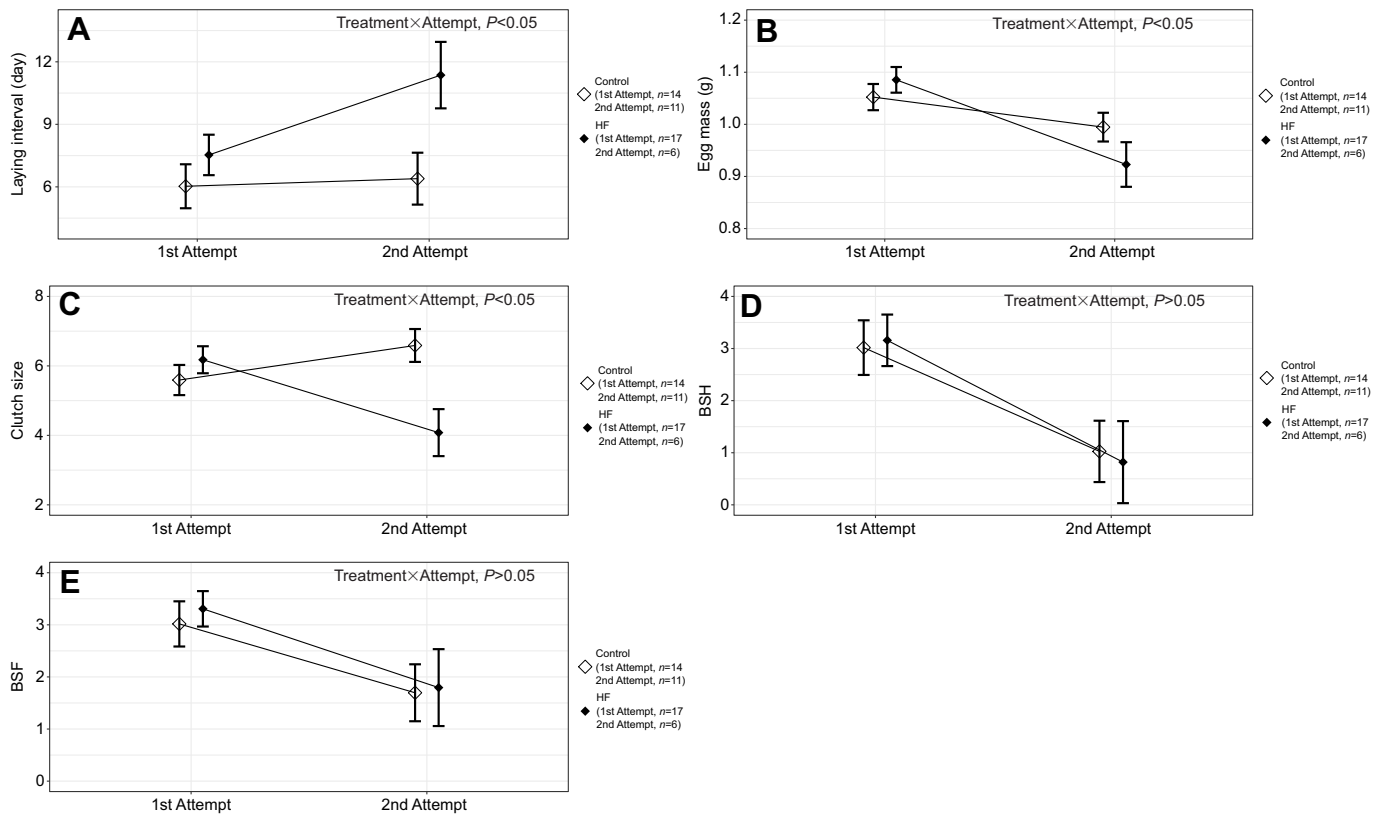 A
Treatment×Attempt, P<0.05
Laying interval (day)
12
9
6
1st Attempt
2nd Attempt
Control
(1st Attempt, n=14
2nd Attempt, n=11)
HF
(1st Attempt, n=17
2nd Attempt, n=6)
B
Treatment×Attempt, P<0.05
Egg mass (g)
1.2
1.1
1.0
0.9
0.8
1st Attempt
2nd Attempt
Control
(1st Attempt, n=14
2nd Attempt, n=11)
HF
(1st Attempt, n=17
2nd Attempt, n=6)
C
Treatment×Attempt, P<0.05
Clutch size
8
6
4
2
1st Attempt
2nd Attempt
Control
(1st Attempt, n=14
2nd Attempt, n=11)
HF
(1st Attempt, n=17
2nd Attempt, n=6)
D
Treatment×Attempt, P>0.05
BSH
4
3
2
1
0
1st Attempt
2nd Attempt
Control
(1st Attempt, n=14
2nd Attempt, n=11)
HF
(1st Attempt, n=17
2nd Attempt, n=6)
E
Treatment×Attempt, P>0.05
BSF
4
3
2
1
0
1st Attempt
2nd Attempt
Control
(1st Attempt, n=14
2nd Attempt, n=11)
HF
(1st Attempt, n=17
2nd Attempt, n=6)